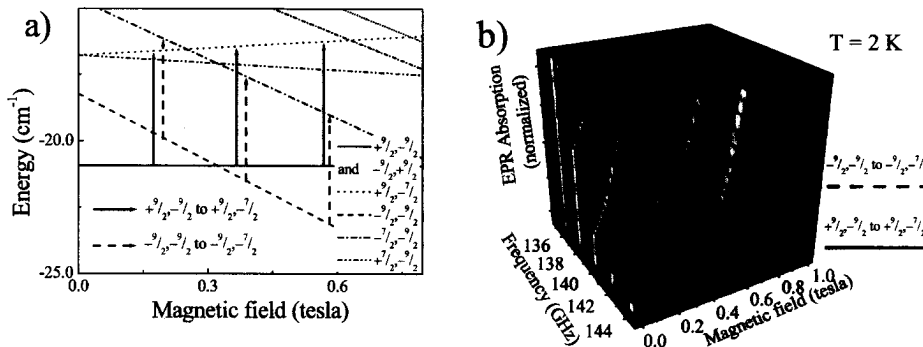 a)
Energy (cm⁻¹)
-20.0
-25.0
0.0 0.3 0.6
Magnetic field (tesla)
+⁹/₂,−⁹/₂ to +⁹/₂,−⁷/₂
−⁹/₂,−⁹/₂ to −⁹/₂,−⁷/₂
+⁹/₂,−⁹/₂
and −⁹/₂,+⁹/₂
+⁹/₂,−⁷/₂
−⁹/₂,−⁹/₂
−⁷/₂,−⁹/₂
+⁷/₂,−⁹/₂
b)
T = 2 K
EPR Absorption
(normalized)
Frequency (GHz)
136
138
140
142
144
0.0 0.2 0.4 0.6 0.8 1.0
Magnetic field (tesla)
−⁹/₂,−⁹/₂ to −⁹/₂,−⁷/₂
+⁹/₂,−⁹/₂ to +⁹/₂,−⁷/₂